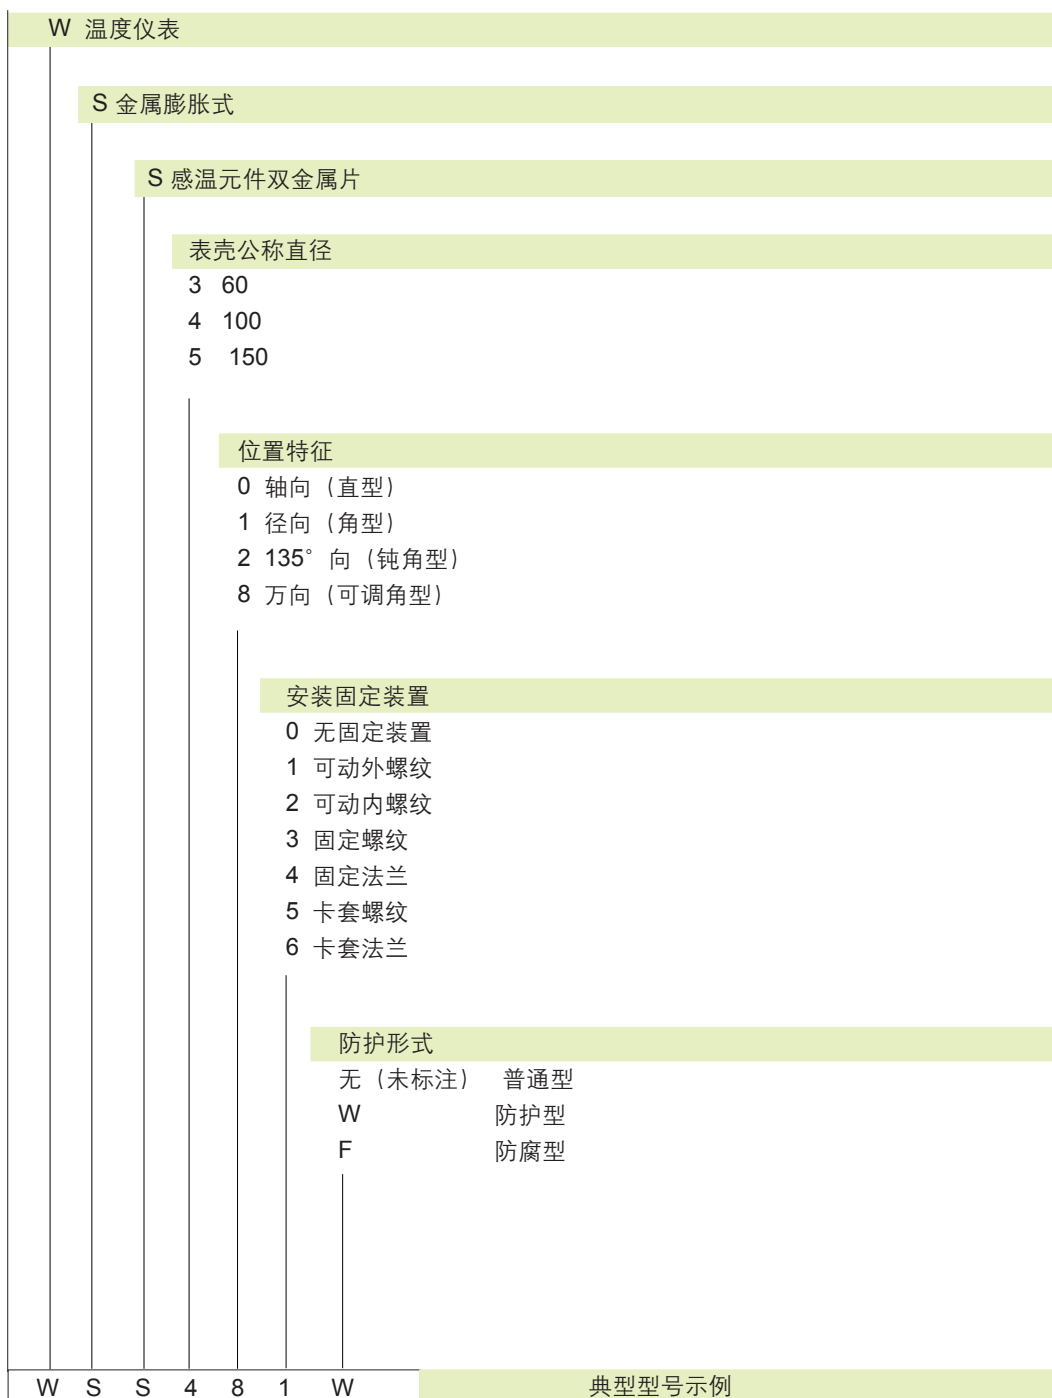 W 温度仪表
S 金属膨胀式
S 感温元件双金属片
表壳公称直径
3 60
4 100
5 150
位置特征
0 轴向（直型）
1 径向（角型）
2 135° 向（钝角型）
8 万向（可调角型）
安装固定装置
0 无固定装置
1 可动外螺纹
2 可动内螺纹
3 固定螺纹
4 固定法兰
5 卡套螺纹
6 卡套法兰
防护形式
无（未标注） 普通型
W 防护型
F 防腐型
W S S 4 8 1 W 典型型号示例